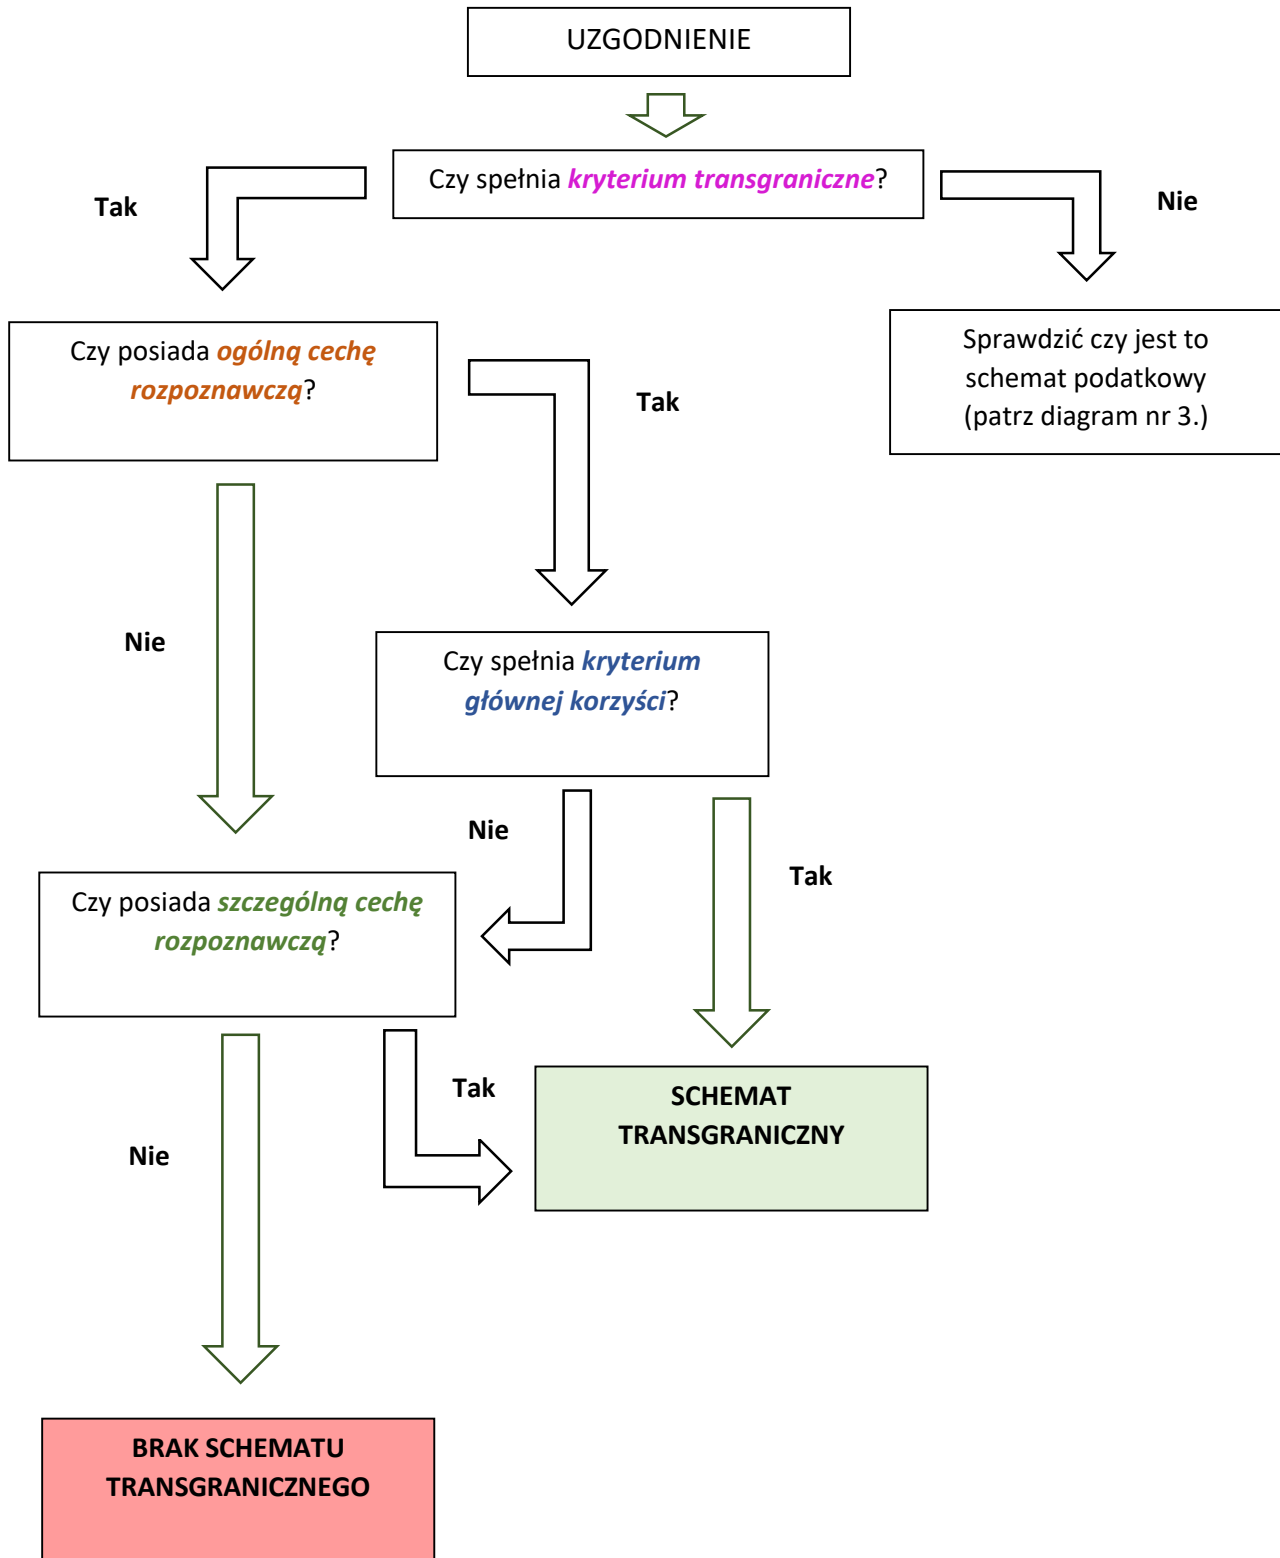 UZGODNIENIE
Czy spełnia kryterium transgraniczne?
Tak
Nie
Czy posiada ogólną cechę
rozpoznawczą?
Tak
Sprawdzić czy jest to
schemat podatkowy
(patrz diagram nr 3.)
Nie
Czy spełnia kryterium
głównej korzyści?
Nie
Tak
Czy posiada szczególną cechę
rozpoznawczą?
Tak
SCHEMAT
TRANSGRANICZNY
Nie
BRAK SCHEMATU
TRANSGRANICZNEGO